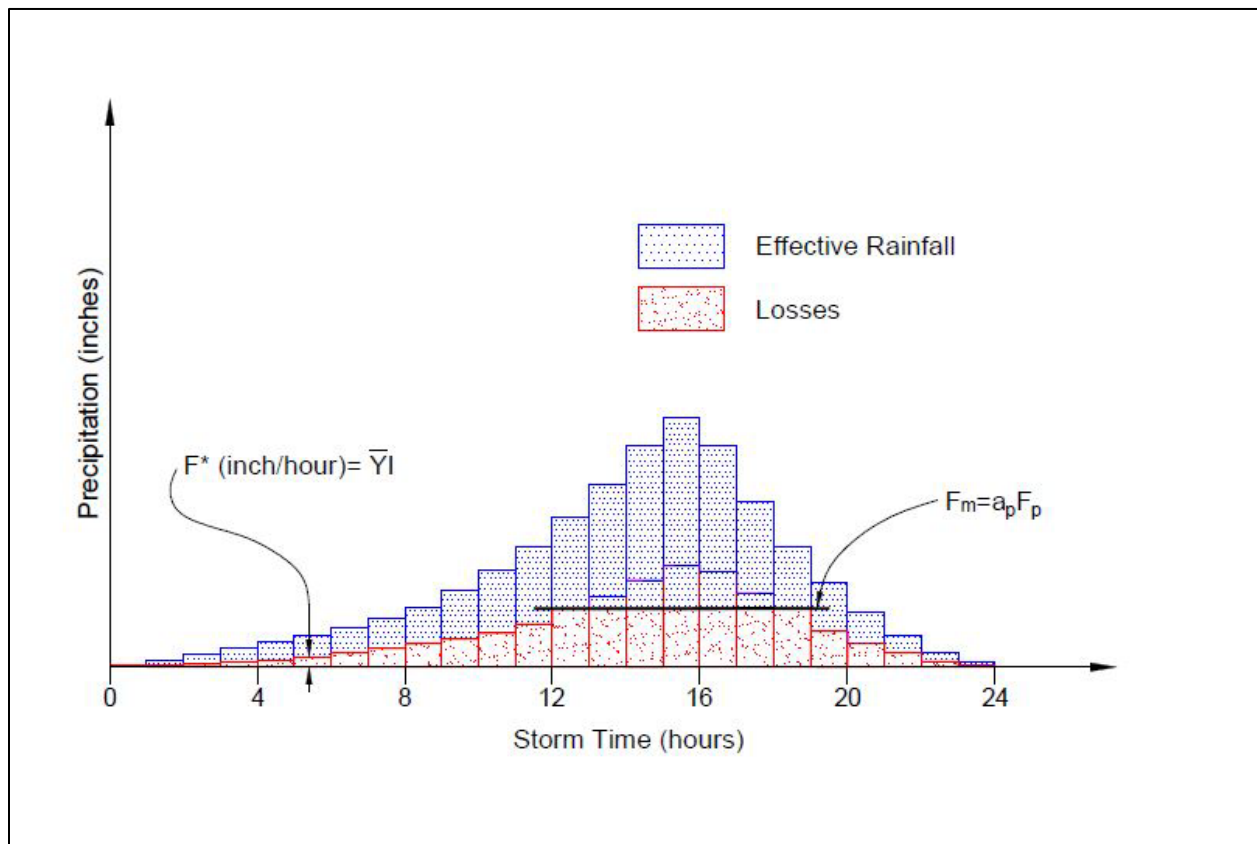 Effective Rainfall
Losses
Precipitation (inches)
F* (inch/hour)= Y̅I
Fm=apFp
0 4 8 12 16 20 24
Storm Time (hours)